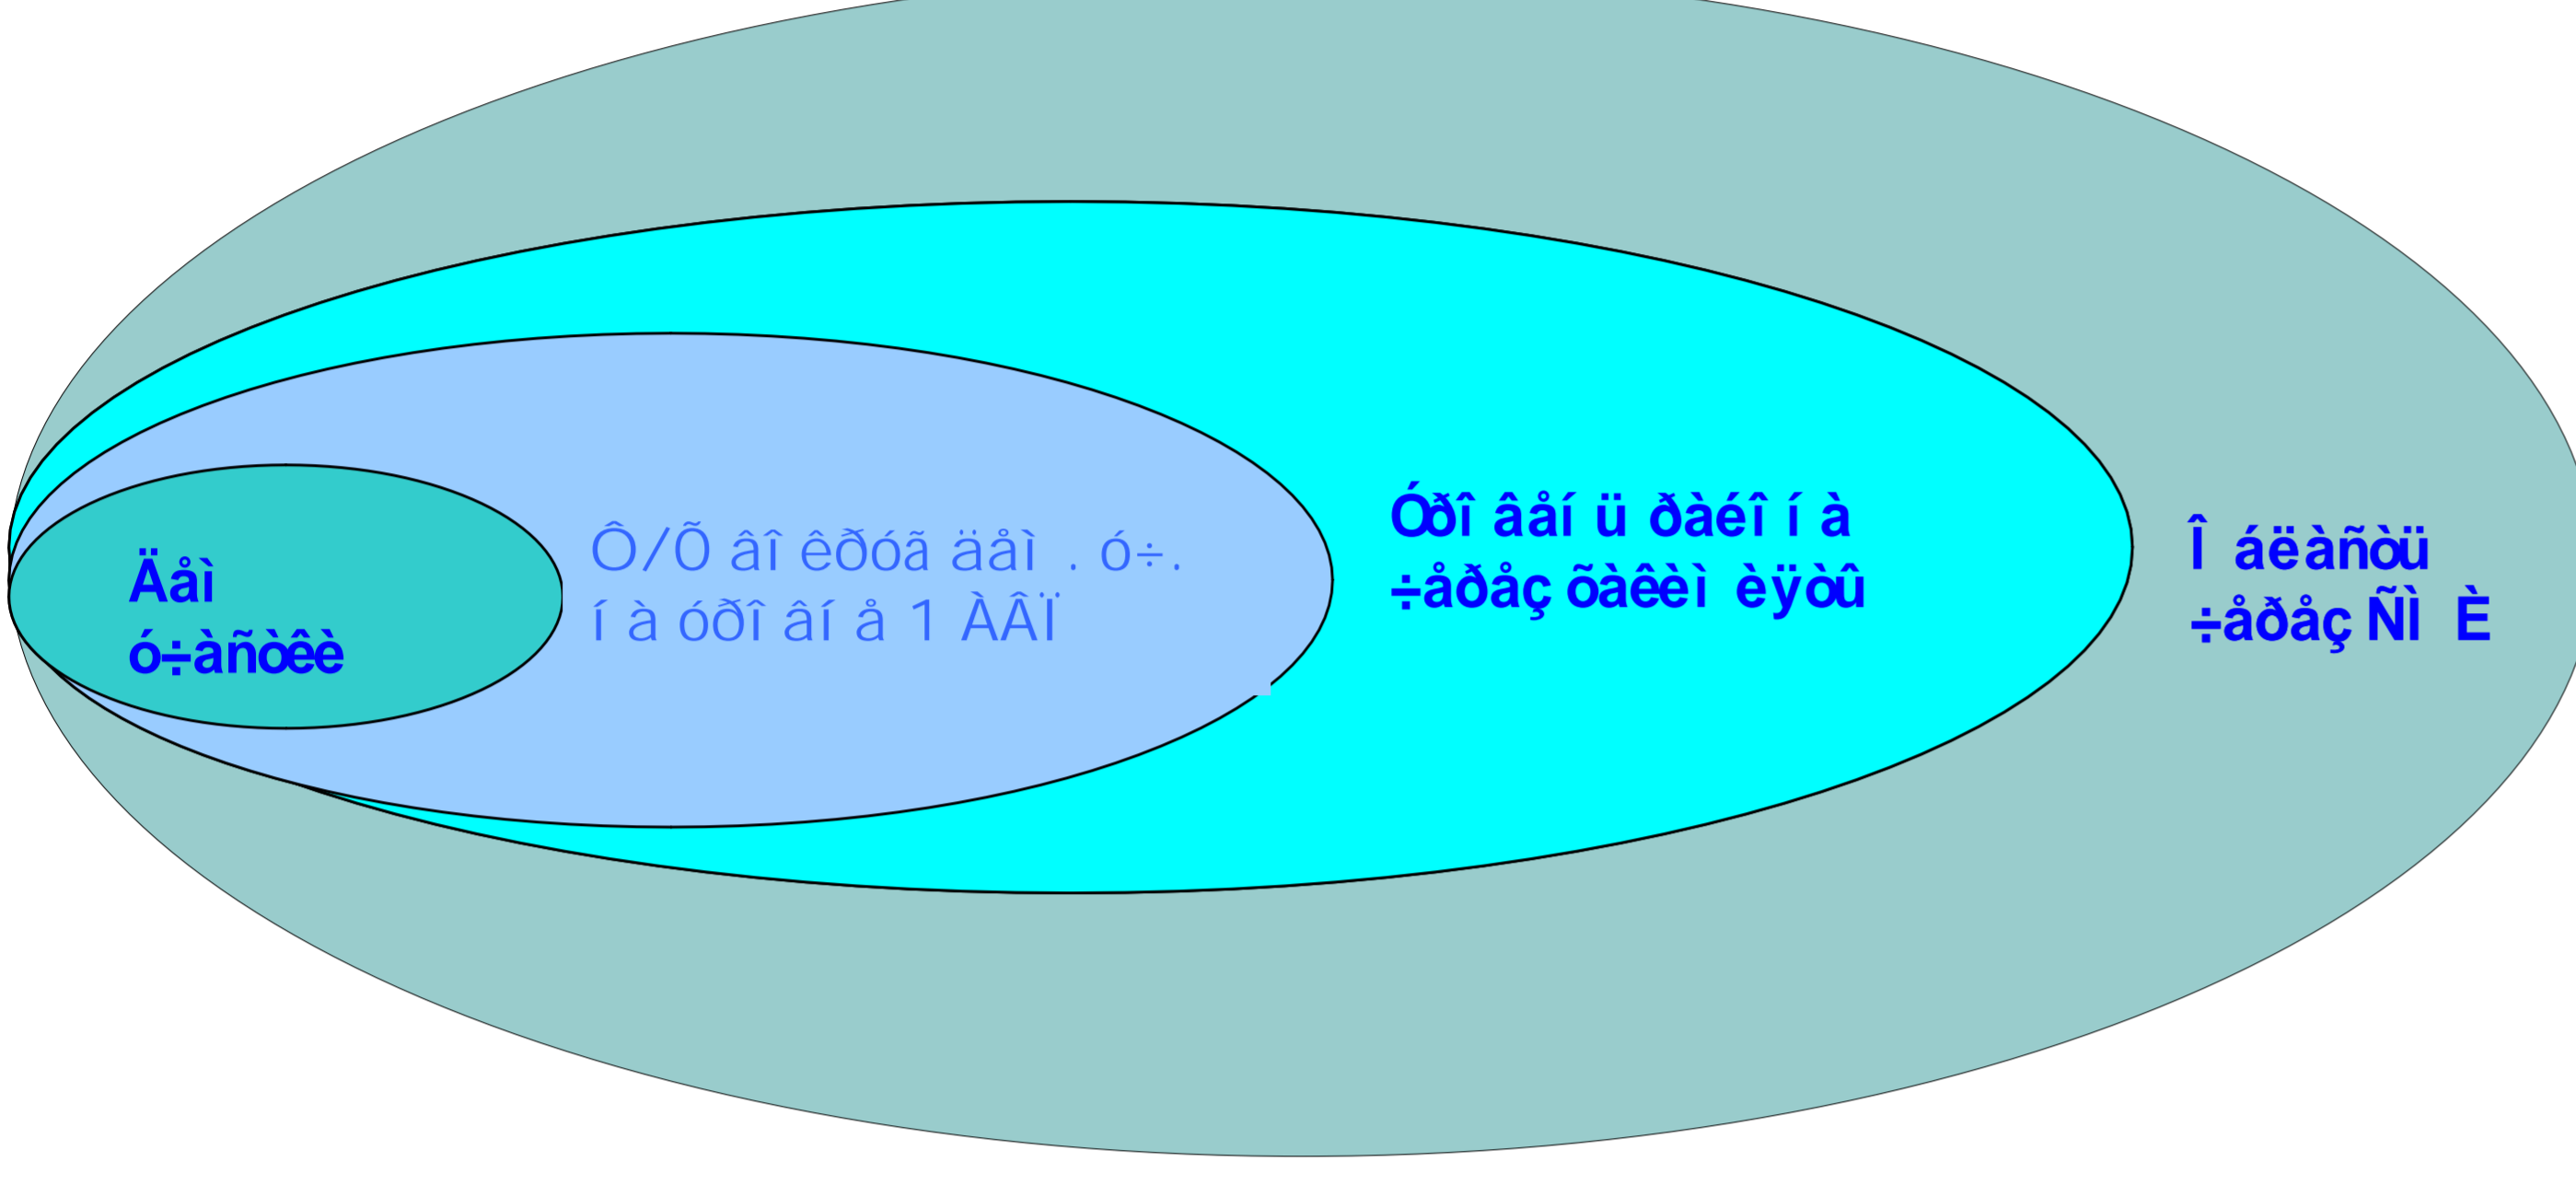 Äåì
ó÷àñòêè
Ô/Õ âî êðóã äåì . ó÷.
í à óðî âí å 1 ÀÂÏ
Óðî âåí ü ðàéî í à
÷åðåç õàêèì èÿòû
Î áëàñòü
÷åðåç ÑÌ È